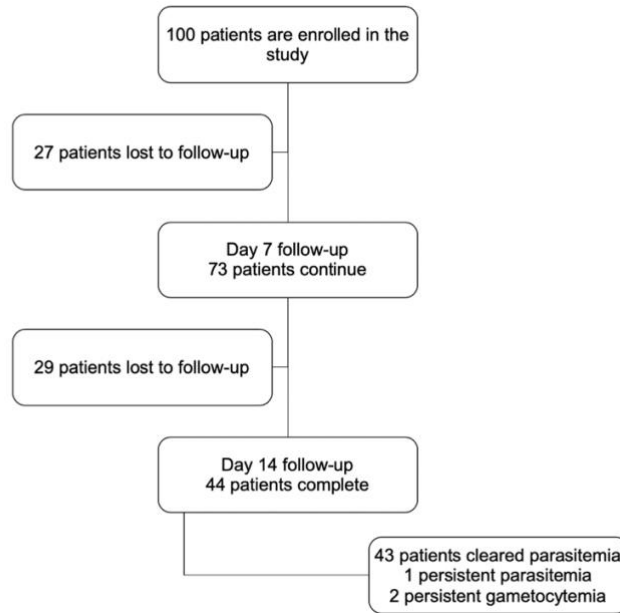 100 patients are enrolled in the
study
27 patients lost to follow-up
Day 7 follow-up
73 patients continue
29 patients lost to follow-up
Day 14 follow-up
44 patients complete
43 patients cleared parasitemia
1 persistent parasitemia
2 persistent gametocytemia